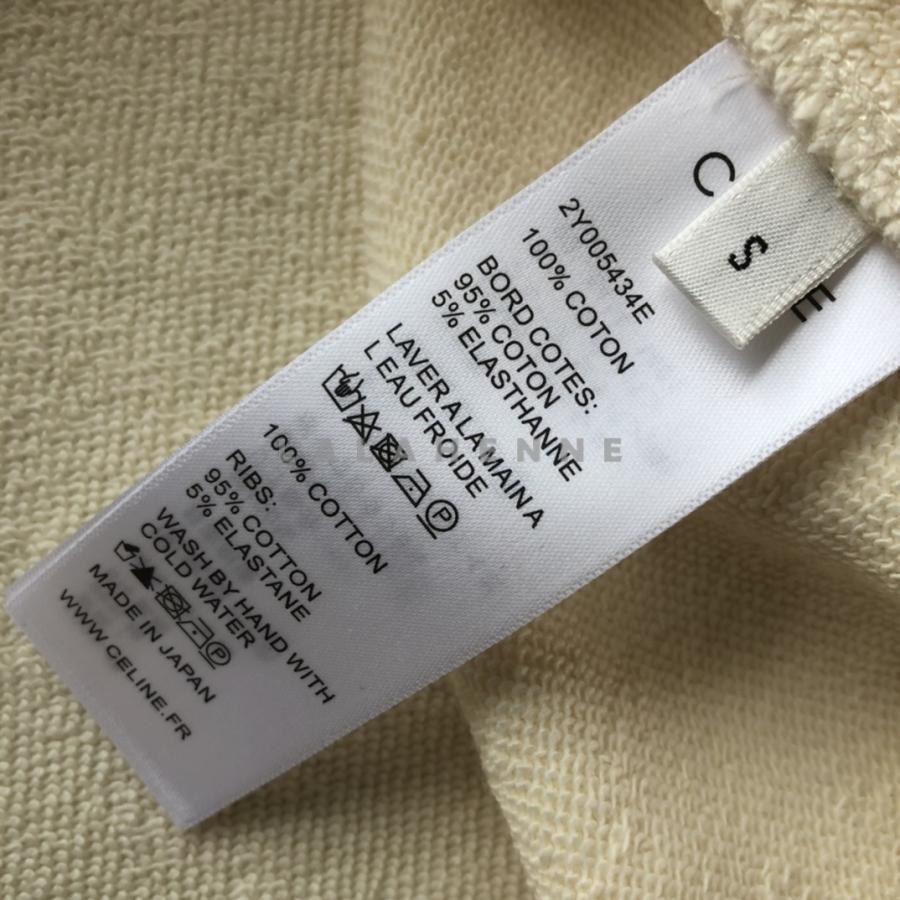 C E
S
2Y005434E
100% COTON
BORD COTES:
95% COTON
5% ELASTHANNE
LAVER A LA MAIN A
L EAU FROIDE
P
100% COTTON
RIBS:
95% COTTON
5% ELASTANE
WASH BY HAND WITH
COLD WATER
P
MADE IN JAPAN
WWW.CELINE.FR